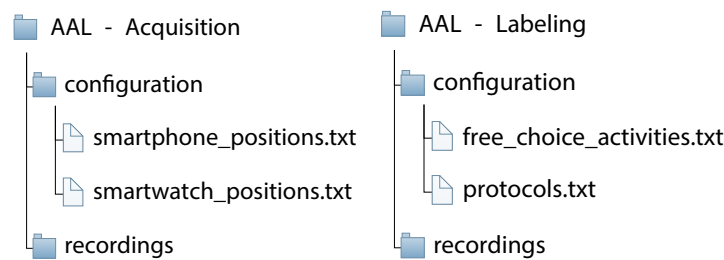 AAL - Acquisition
configuration
smartphone_positions.txt
smartwatch_positions.txt
recordings
AAL - Labeling
configuration
free_choice_activities.txt
protocols.txt
recordings